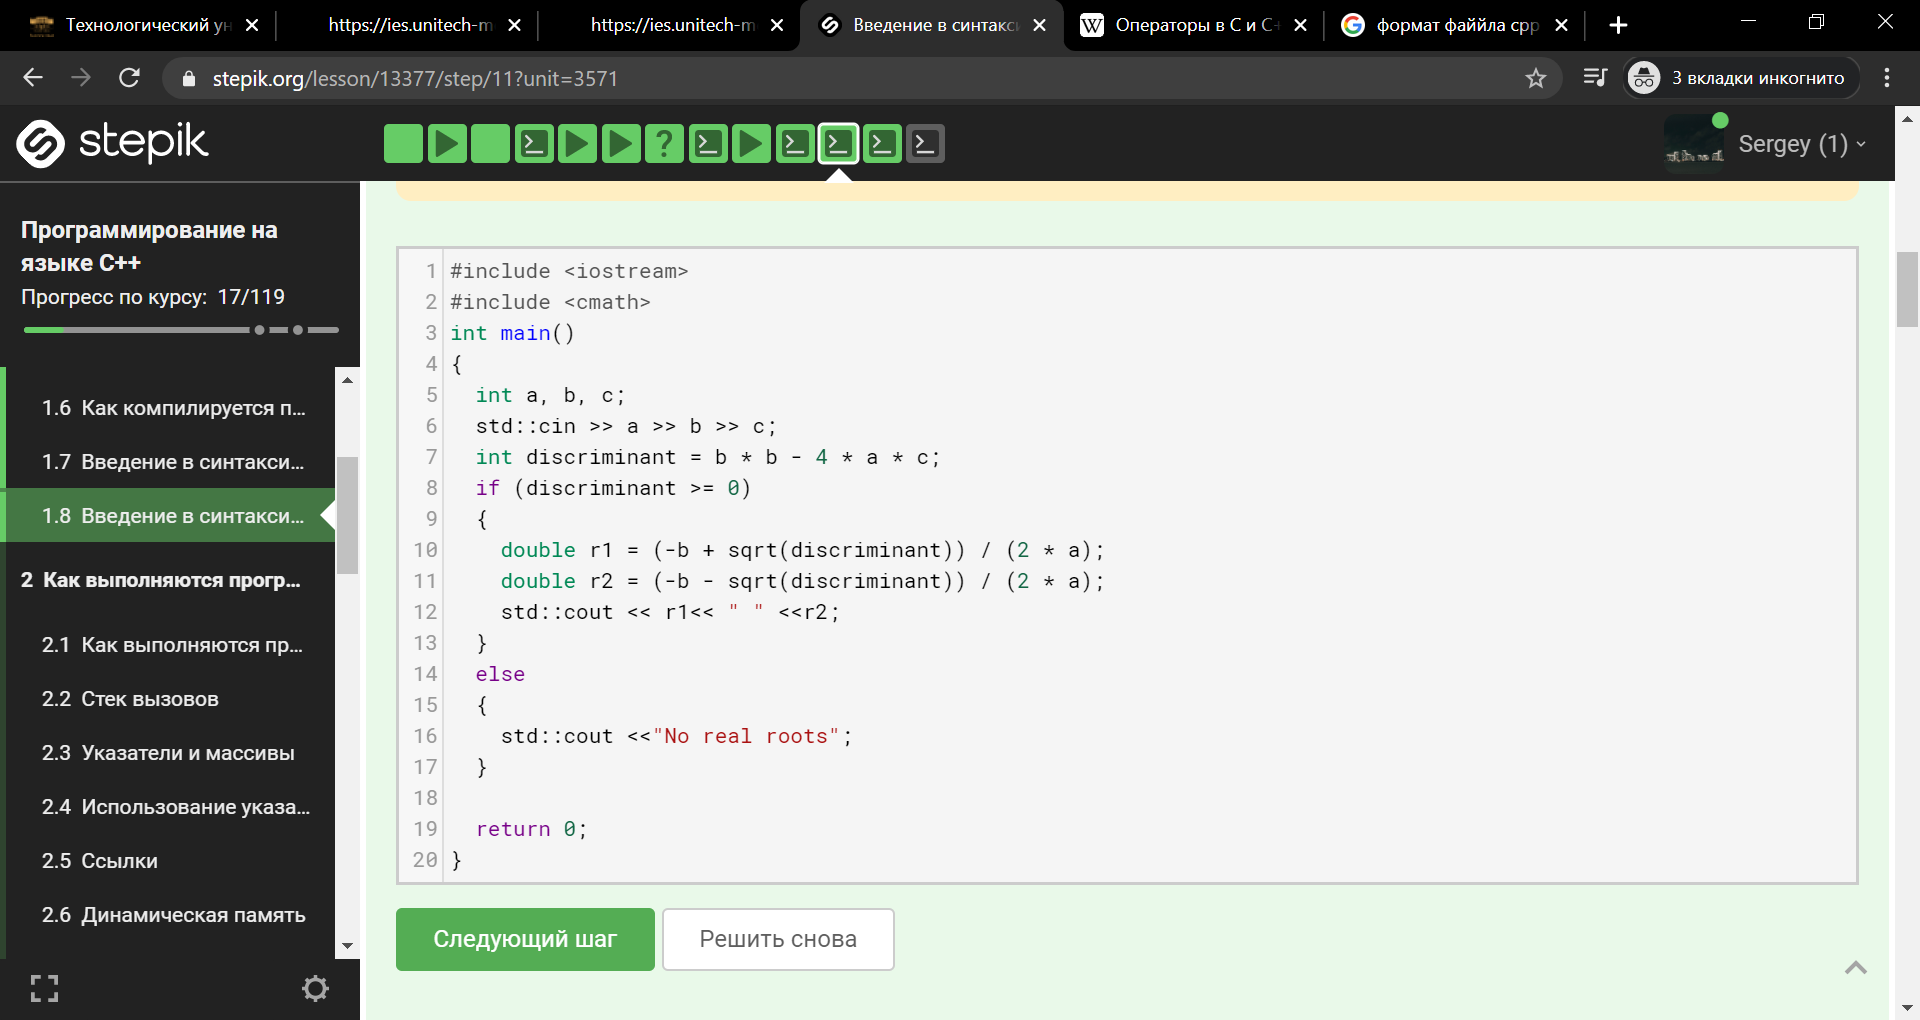 Технологический ун
https://ies.unitech-m
https://ies.unitech-m
Введение в синтакси
Операторы в C и C+
формат файйла cpp
stepik.org/lesson/13377/step/11?unit=3571
3 вкладки инкогнито
stepik
Sergey (1)
Программирование на
языке C++
Прогресс по курсу: 17/119
1.6 Как компилируется п...
1.7 Введение в синтакси...
1.8 Введение в синтакси...
2 Как выполняются прогр...
2.1 Как выполняются пр...
2.2 Стек вызовов
2.3 Указатели и массивы
2.4 Использование указа...
2.5 Ссылки
2.6 Динамическая память
1 #include <iostream>
2 #include <cmath>
3 int main()
4 {
5 int a, b, c;
6 std::cin >> a >> b >> c;
7 int discriminant = b * b - 4 * a * c;
8 if (discriminant >= 0)
9 {
10 double r1 = (-b + sqrt(discriminant)) / (2 * a);
11 double r2 = (-b - sqrt(discriminant)) / (2 * a);
12 std::cout << r1<< " " <<r2;
13 }
14 else
15 {
16 std::cout <<"No real roots";
17 }
18
19 return 0;
20 }
Следующий шаг
Решить снова